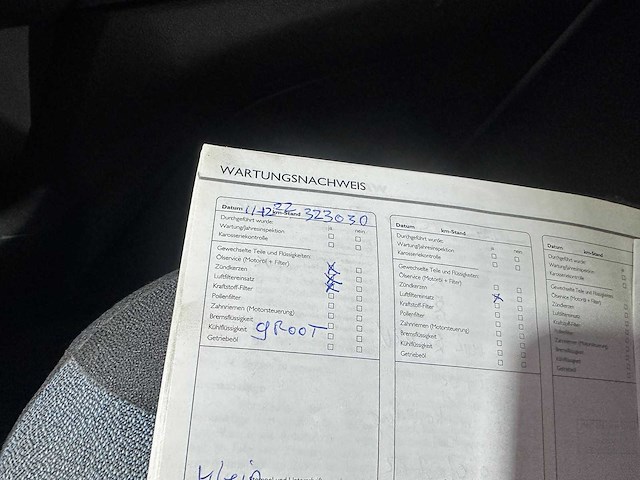 WARTUNGSNACHWEIS
Datum 11-12 22 km-Stand 323030
Durchgeführt wurde: ja nein
Wartung/Jahresinspektion
Karosseriekontrolle
Gewechselte Teile und Flüssigkeiten:
Ölservice (Motoröl + Filter)
Zündkerzen
Luftfiltereinsatz
Kraftstoff-Filter
Pollenfilter
Zahnriemen (Motorsteuerung)
Bremsflüssigkeit
Kühlflüssigkeit gROOT
Getriebeöl
klein
Datum km-Stand
Durchgeführt wurde: ja nein
Wartung/Jahresinspektion
Karosseriekontrolle
Gewechselte Teile und Flüssigkeiten:
Ölservice (Motoröl + Filter)
Zündkerzen
Luftfiltereinsatz
Kraftstoff-Filter
Pollenfilter
Zahnriemen (Motorsteuerung)
Bremsflüssigkeit
Kühlflüssigkeit
Getriebeöl
Datum km-Stand
Durchgeführt wurde:
Wartung/Jahresinspektion
Karosseriekontrolle
Gewechselte Teile und Flüssigkeiten:
Ölservice (Motoröl + Filter)
Zündkerzen
Luftfiltereinsatz
Kraftstoff-Filter
Pollenfilter
Zahnriemen (Motorsteuerung)
Bremsflüssigkeit
Kühlflüssigkeit
Getriebeöl